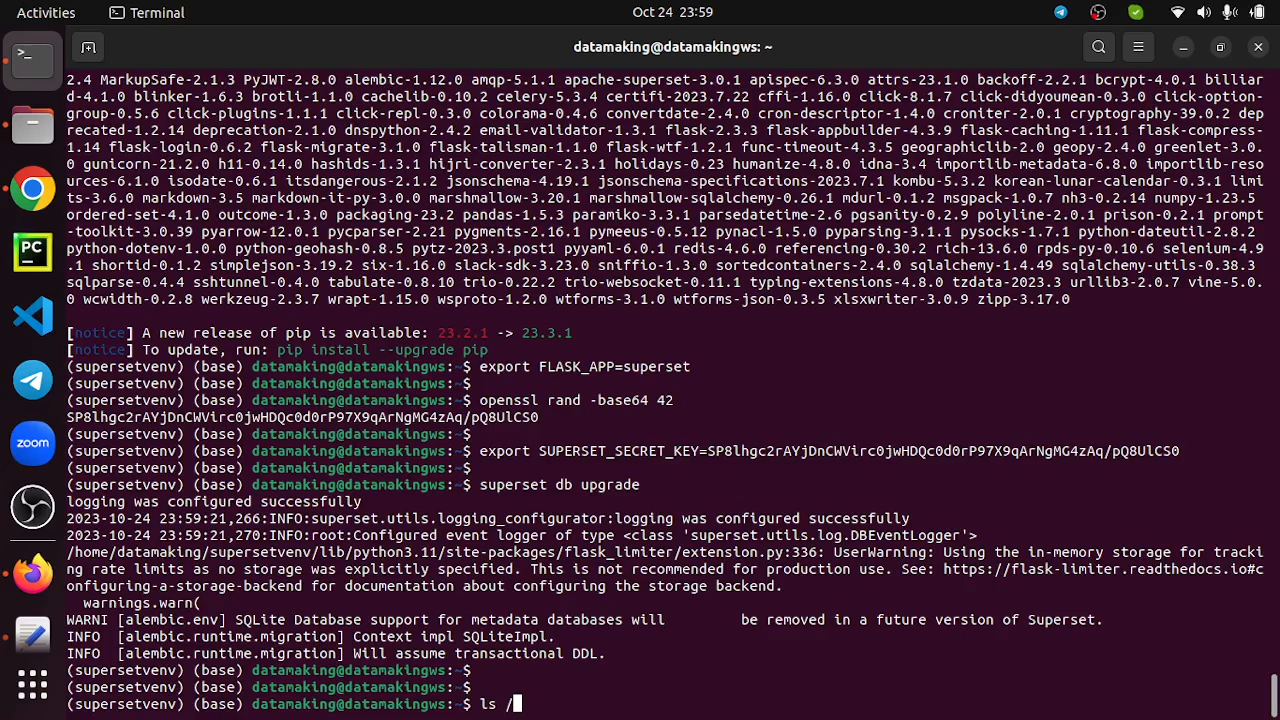 Activities
Terminal
Oct 24 23:59
datamaking@datamakingws: ~
2.4 MarkupSafe-2.1.3 PyJWT-2.8.0 alembic-1.12.0 amqp-5.1.1 apache-superset-3.0.1 apispec-6.3.0 attrs-23.1.0 backoff-2.2.1 bcrypt-4.0.1 billiar
d-4.1.0 blinker-1.6.3 brotli-1.1.0 cachelib-0.10.2 celery-5.3.4 certifi-2023.7.22 cffi-1.16.0 click-8.1.7 click-didyoumean-0.3.0 click-option-
group-0.5.6 click-plugins-1.1.1 click-repl-0.3.0 colorama-0.4.6 convertdate-2.4.0 cron-descriptor-1.4.0 croniter-2.0.1 cryptography-39.0.2 dep
recated-1.2.14 deprecation-2.1.0 dnspython-2.4.2 email-validator-1.3.1 flask-2.3.3 flask-appbuilder-4.3.9 flask-caching-1.11.1 flask-compress-
1.14 flask-login-0.6.2 flask-migrate-3.1.0 flask-talisman-1.1.0 flask-wtf-1.2.1 func-timeout-4.3.5 geographiclib-2.0 geopy-2.4.0 greenlet-3.0.
0 gunicorn-21.2.0 h11-0.14.0 hashids-1.3.1 hijri-converter-2.3.1 holidays-0.23 humanize-4.8.0 idna-3.4 importlib-metadata-6.8.0 importlib-reso
urces-6.1.0 isodate-0.6.1 itsdangerous-2.1.2 jsonschema-4.19.1 jsonschema-specifications-2023.7.1 kombu-5.3.2 korean-lunar-calendar-0.3.1 limi
ts-3.6.0 markdown-3.5 markdown-it-py-3.0.0 marshmallow-3.20.1 marshmallow-sqlalchemy-0.26.1 mdurl-0.1.2 msgpack-1.0.7 nh3-0.2.14 numpy-1.23.5
ordered-set-4.1.0 outcome-1.3.0 packaging-23.2 pandas-1.5.3 paramiko-3.3.1 parsedatetime-2.6 pgsanity-0.2.9 polyline-2.0.1 prison-0.2.1 prompt
-toolkit-3.0.39 pyarrow-12.0.1 pycparser-2.21 pygments-2.16.1 pymeeus-0.5.12 pynacl-1.5.0 pyparsing-3.1.1 pysocks-1.7.1 python-dateutil-2.8.2
python-dotenv-1.0.0 python-geohash-0.8.5 pytz-2023.3.post1 pyyaml-6.0.1 redis-4.6.0 referencing-0.30.2 rich-13.6.0 rpds-py-0.10.6 selenium-4.9
.1 shortid-0.1.2 simplejson-3.19.2 six-1.16.0 slack-sdk-3.23.0 sniffio-1.3.0 sortedcontainers-2.4.0 sqlalchemy-1.4.49 sqlalchemy-utils-0.38.3
sqlparse-0.4.4 sshtunnel-0.4.0 tabulate-0.8.10 trio-0.22.2 trio-websocket-0.11.1 typing-extensions-4.8.0 tzdata-2023.3 urllib3-2.0.7 vine-5.0.
0 wcwidth-0.2.8 werkzeug-2.3.7 wrapt-1.15.0 wsproto-1.2.0 wtforms-3.1.0 wtforms-json-0.3.5 xlsxwriter-3.0.9 zipp-3.17.0
[notice] A new release of pip is available: 23.2.1 -> 23.3.1
[notice] To update, run: pip install --upgrade pip
(supersetvenv) (base) datamaking@datamakingws:~$ export FLASK_APP=superset
(supersetvenv) (base) datamaking@datamakingws:~$
(supersetvenv) (base) datamaking@datamakingws:~$ openssl rand -base64 42
SP8lhgc2rAYjDnCWVirc0jwHDQc0d0rP97X9qArNgMG4zAq/pQ8UlCS0
(supersetvenv) (base) datamaking@datamakingws:~$
(supersetvenv) (base) datamaking@datamakingws:~$ export SUPERSET_SECRET_KEY=SP8lhgc2rAYjDnCWVirc0jwHDQc0d0rP97X9qArNgMG4zAq/pQ8UlCS0
(supersetvenv) (base) datamaking@datamakingws:~$
(supersetvenv) (base) datamaking@datamakingws:~$ superset db upgrade
logging was configured successfully
2023-10-24 23:59:21,266:INFO:superset.utils.logging_configurator:logging was configured successfully
2023-10-24 23:59:21,270:INFO:root:Configured event logger of type <class 'superset.utils.log.DBEventLogger'>
/home/datamaking/supersetvenv/lib/python3.11/site-packages/flask_limiter/extension.py:336: UserWarning: Using the in-memory storage for tracki
ng rate limits as no storage was explicitly specified. This is not recommended for production use. See: https://flask-limiter.readthedocs.io#c
onfiguring-a-storage-backend for documentation about configuring the storage backend.
warnings.warn(
WARNI [alembic.env] SQLite Database support for metadata databases will be removed in a future version of Superset.
INFO [alembic.runtime.migration] Context impl SQLiteImpl.
INFO [alembic.runtime.migration] Will assume transactional DDL.
(supersetvenv) (base) datamaking@datamakingws:~$
(supersetvenv) (base) datamaking@datamakingws:~$
(supersetvenv) (base) datamaking@datamakingws:~$ ls /
PC
zoom